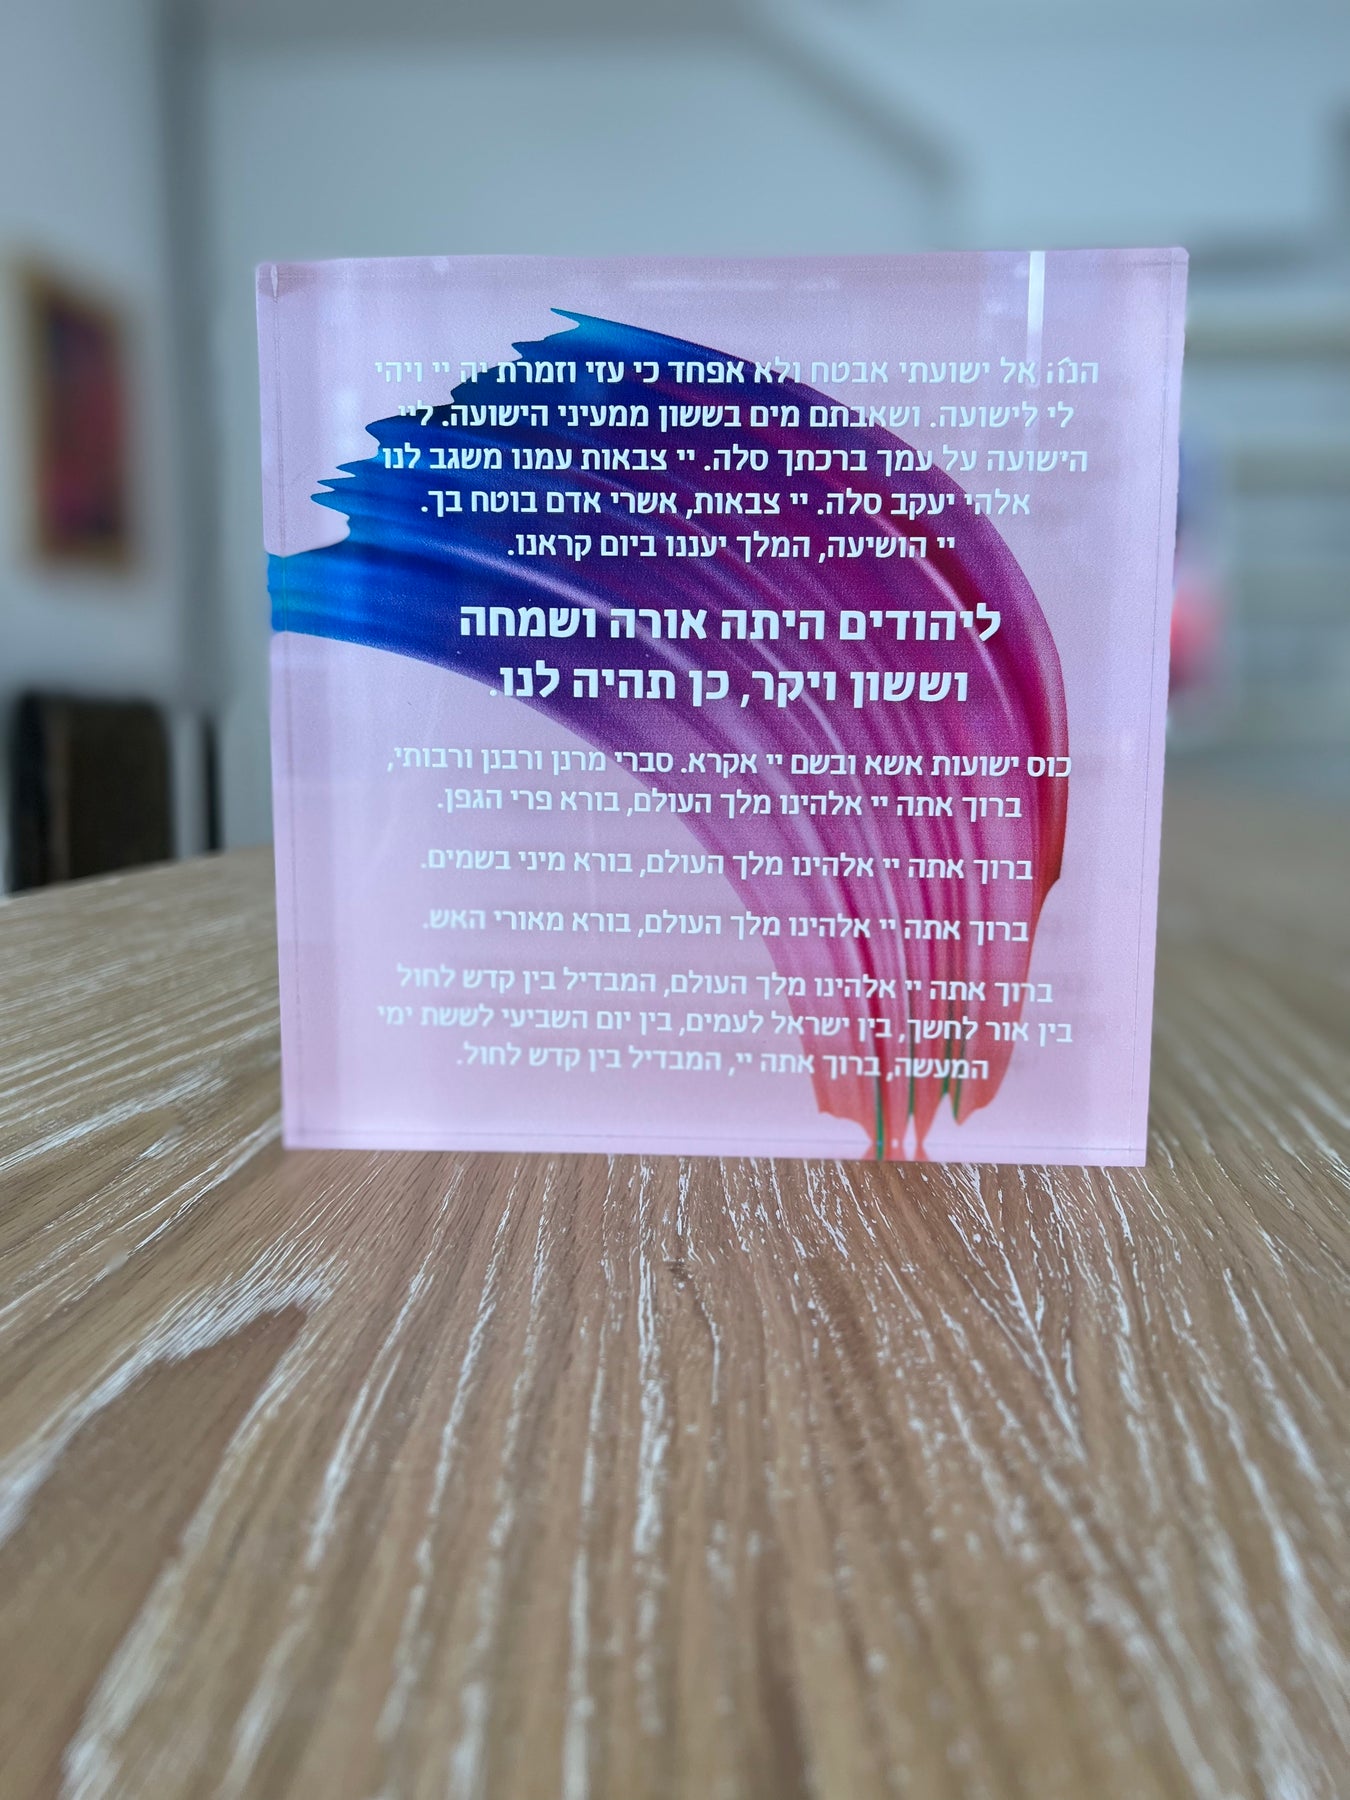 הנה אל ישועתי אבטח ולא אפחד כי עזי וזמרת יה יי ויהי
לי לישועה. ושאבתם מים בששון ממעיני הישועה. ליי
הישועה על עמך ברכתך סלה. יי צבאות עמנו משגב לנו
אלהי יעקב סלה. יי צבאות, אשרי אדם בוטח בך.
יי הושיעה, המלך יעננו ביום קראנו.
ליהודים היתה אורה ושמחה
וששון ויקר, כן תהיה לנו.
כוס ישועות אשא ובשם יי אקרא. סברי מרנן ורבנן ורבותי,
ברוך אתה יי אלהינו מלך העולם, בורא פרי הגפן.
ברוך אתה יי אלהינו מלך העולם, בורא מיני בשמים.
ברוך אתה יי אלהינו מלך העולם, בורא מאורי האש.
ברוך אתה יי אלהינו מלך העולם, המבדיל בין קדש לחול
בין אור לחשך, בין ישראל לעמים, בין יום השביעי לששת ימי
המעשה, ברוך אתה יי, המבדיל בין קדש לחול.